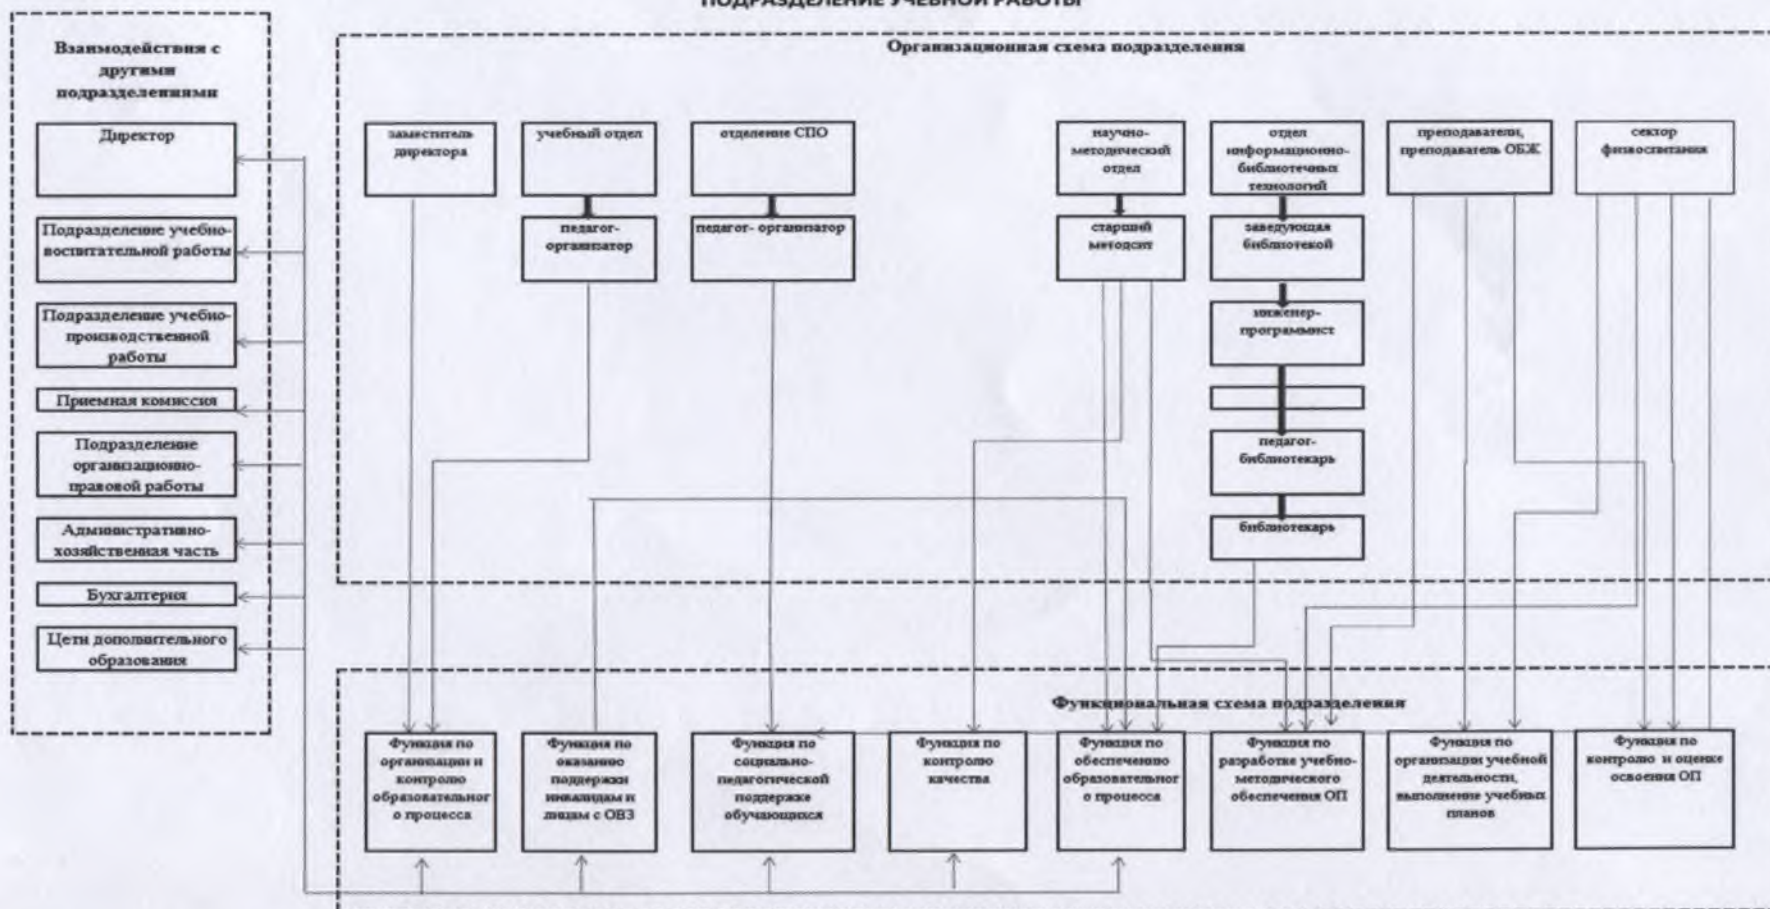 ПОДРАЗДЕЛЕНИЕ УЧЕБНОЙ РАБОТЫ
Взаимодействия с
другими
подразделениями
Директор
Подразделение учебно-
воспитательной работы
Подразделение учебно-
производственной
работы
Приемная комиссия
Подразделение
организационно-
правовой работы
Административно-
хозяйственная часть
Бухгалтерия
Цети дополнительного
образования
Организационная схема подразделения
заместитель
директора
учебный отдел
отделение СПО
научно-
методический
отдел
отдел
информационно-
библиотечных
технологий
преподаватели,
преподаватель ОБЖ
сектор
физвоспитания
педагог-
организатор
педагог- организатор
старший
методсит
заведующая
библиотекой
инженер-
программист
педагог-
библиотекарь
библиотекарь
Функциональная схема подразделения
Функция по
организации и
контролю
образовательног
о процесса
Функция по
оказанию
поддержки
инвалидам и
лицам с ОВЗ
Функция по
социально-
педагогической
поддержке
обучающихся
Функция по
контролю
качества
Функция по
обеспечению
образовательног
о процесса
Функция по
разработке учебно-
методического
обеспечения ОП
Функция по
организации учебной
деятельности,
выполнение учебных
планов
Функция по
контролю и оценке
освоения ОП